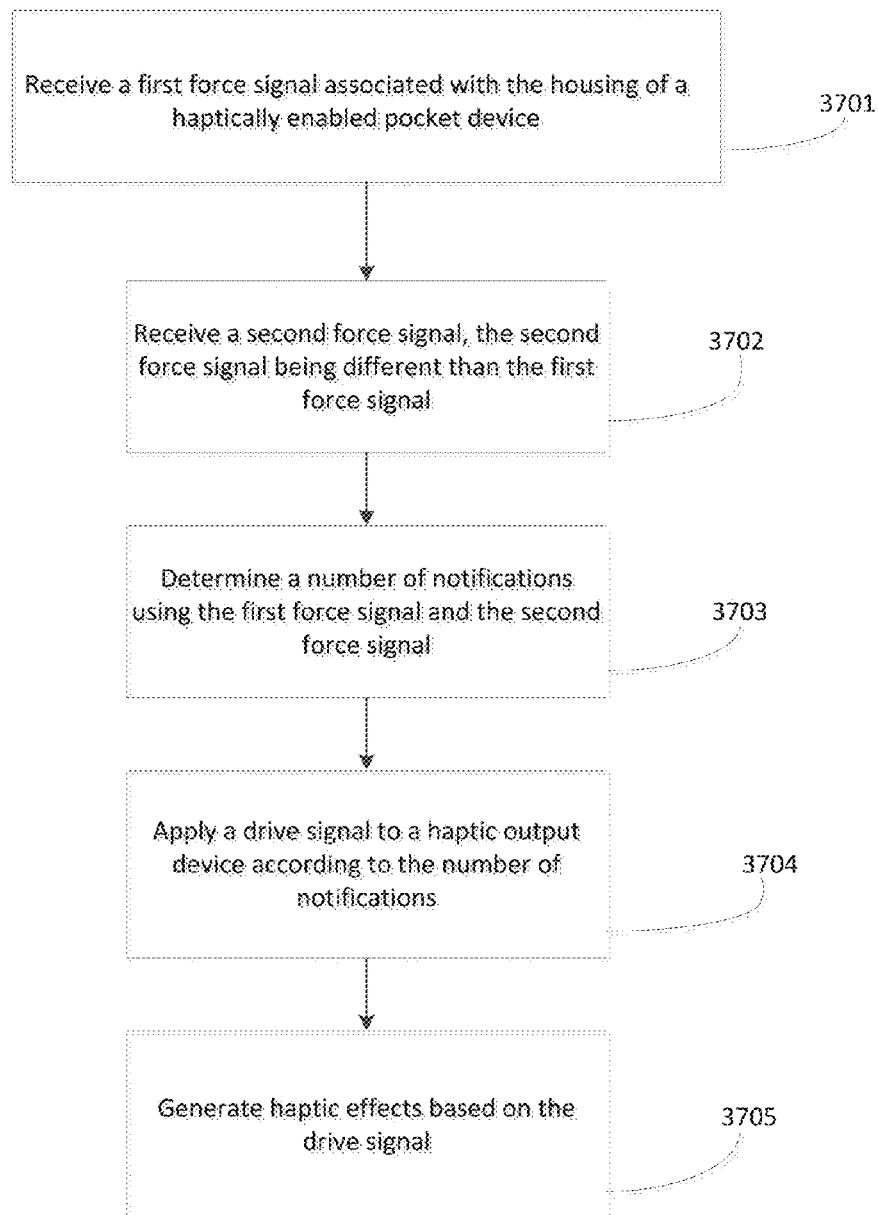 Receive a first force signal associated with the housing of a
haptically enabled pocket device
3701
Receive a second force signal, the second
force signal being different than the first
force signal
3702
Determine a number of notifications
using the first force signal and the second
force signal
3703
Apply a drive signal to a haptic output
device according to the number of
notifications
3704
Generate haptic effects based on the
drive signal
3705